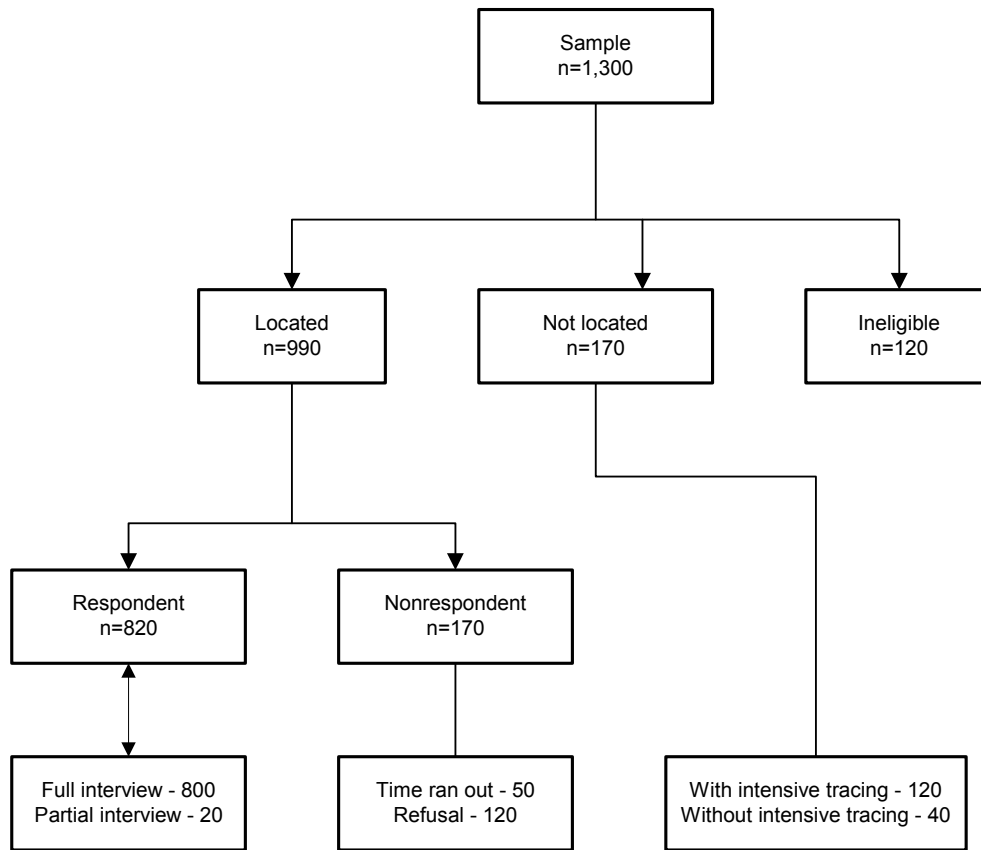 Sample
n=1,300
Located
n=990
Not located
n=170
Ineligible
n=120
Respondent
n=820
Nonrespondent
n=170
Full interview - 800
Partial interview - 20
Time ran out - 50
Refusal - 120
With intensive tracing - 120
Without intensive tracing - 40